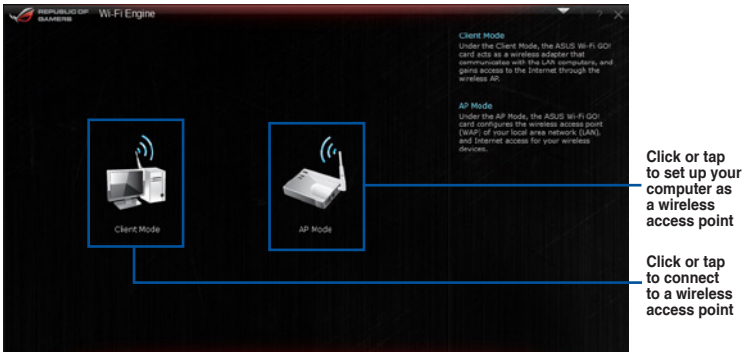 REPUBLIC OF
GAMERS
Wi-Fi Engine
? X
Client Mode
Under the Client Mode, the ASUS Wi-Fi GO!
card acts as a wireless adapter that
communicates with the LAN computers, and
gains access to the Internet through the
wireless AP.
AP Mode
Under the AP Mode, the ASUS Wi-Fi GO!
card configures the wireless access point
(WAP) of your local area network (LAN),
and Internet access for your wireless
devices.
Client Mode
AP Mode
Click or tap
to set up your
computer as
a wireless
access point
Click or tap
to connect
to a wireless
access point